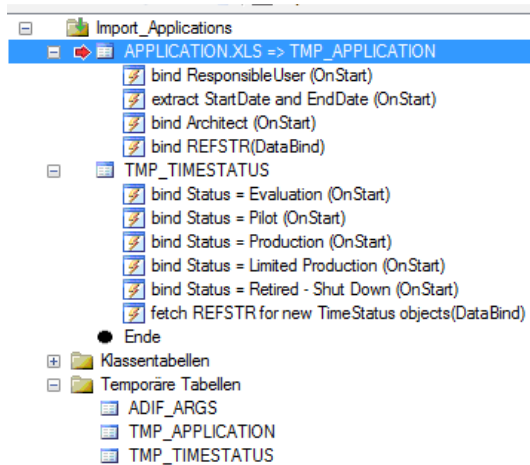 Import_Applications
APPLICATION.XLS => TMP_APPLICATION
bind ResponsibleUser (OnStart)
extract StartDate and EndDate (OnStart)
bind Architect (OnStart)
bind REFSTR(DataBind)
TMP_TIMESTATUS
bind Status = Evaluation (OnStart)
bind Status = Pilot (OnStart)
bind Status = Production (OnStart)
bind Status = Limited Production (OnStart)
bind Status = Retired - Shut Down (OnStart)
fetch REFSTR for new TimeStatus objects(DataBind)
Ende
Klassentabellen
Temporäre Tabellen
ADIF_ARGS
TMP_APPLICATION
TMP_TIMESTATUS